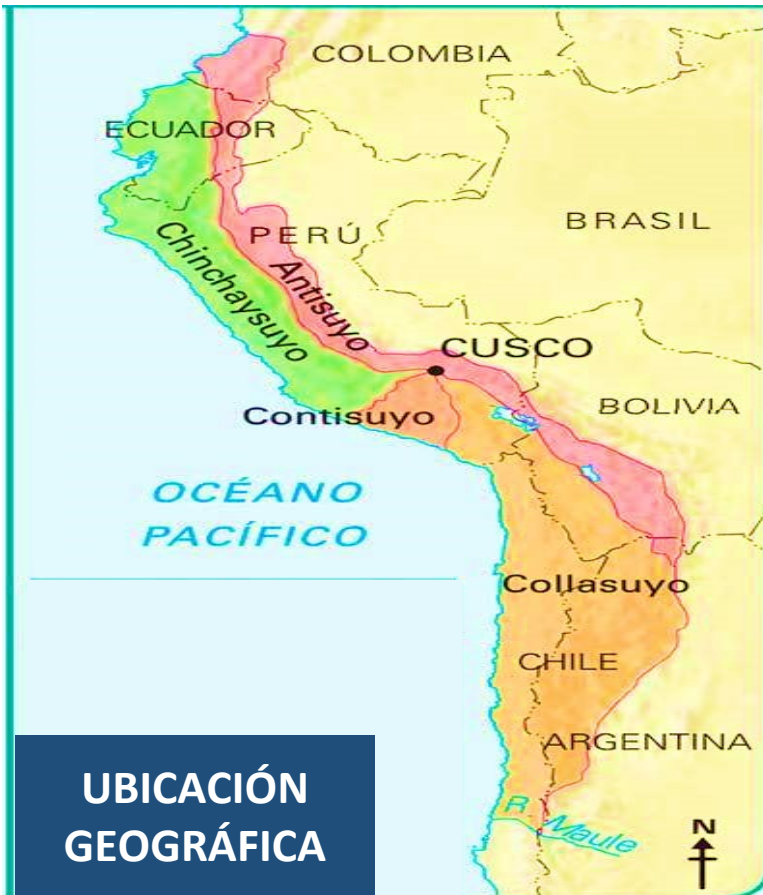 COLOMBIA
ECUADOR
PERÚ
BRASIL
Chinchaysuyo
Antisuyo
CUSCO
Contisuyo
BOLIVIA
OCÉANO
PACÍFICO
Collasuyo
CHILE
ARGENTINA
R. Maule
N
UBICACIÓN
GEOGRÁFICA